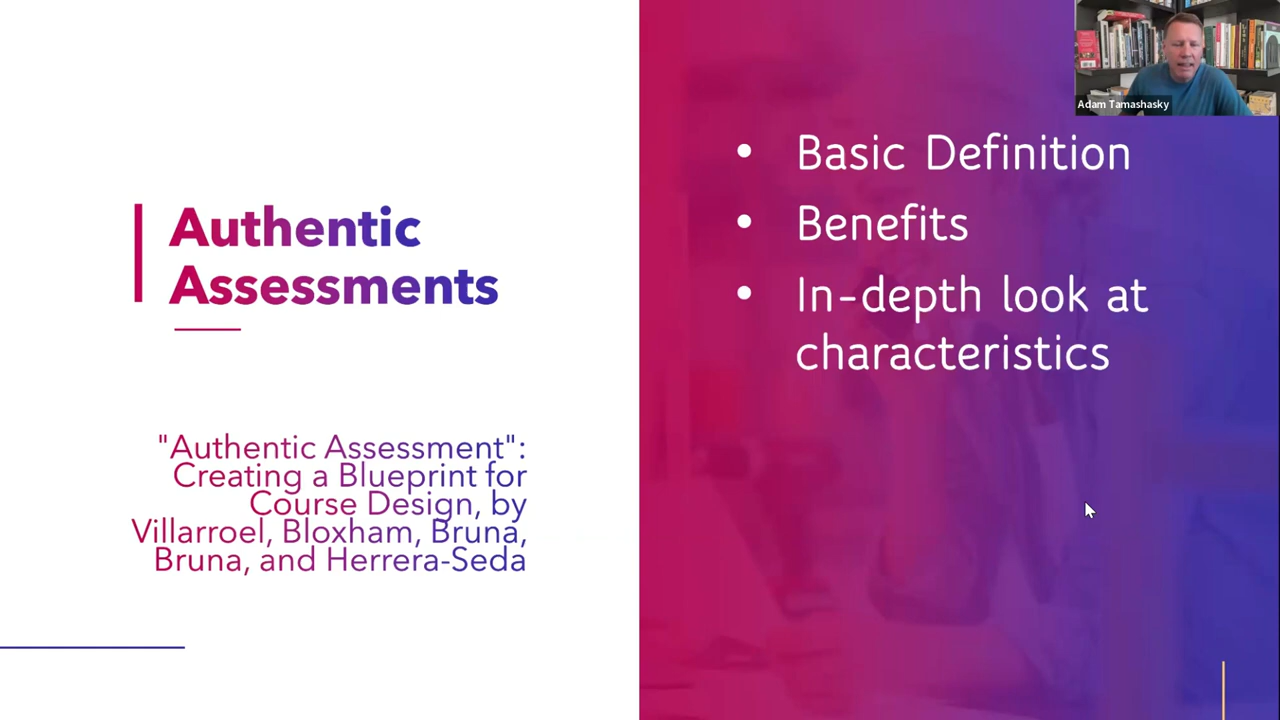 Authentic
Assessments
"Authentic Assessment":
Creating a Blueprint for
Course Design, by
Villarroel, Bloxham, Bruna,
Bruna, and Herrera-Seda
Adam Tamashasky
• Basic Definition
• Benefits
• In-depth look at
characteristics